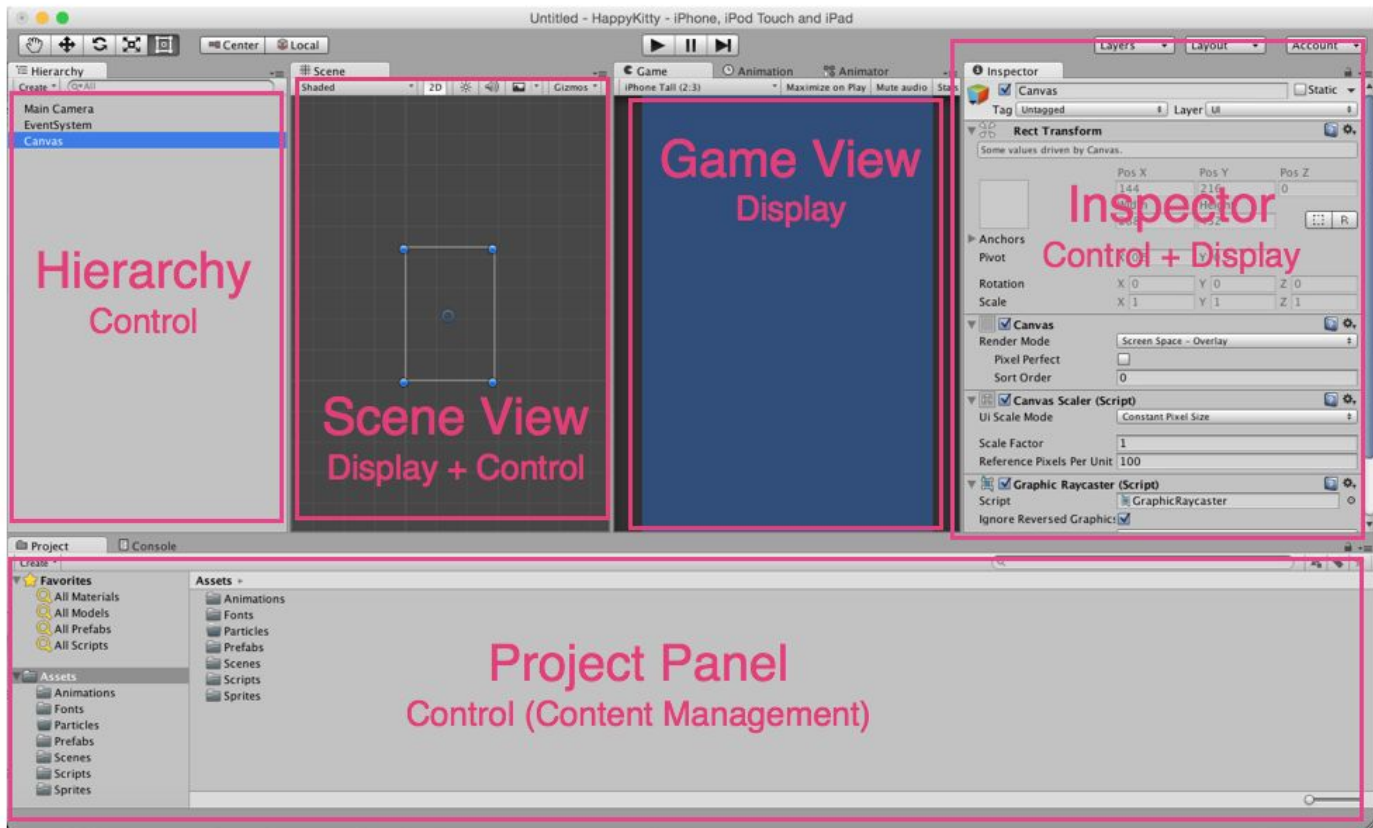 Untitled - HappyKitty - iPhone, iPod Touch and iPad
Center Local Layers Layout Account
Hierarchy
Create All
Main Camera
EventSystem
Canvas
Hierarchy
Control
Scene
Shaded 2D Gizmos
Scene View
Display + Control
Game Animation Animator
iPhone Tall (2:3) Maximize on Play Mute audio Stats
Game View
Display
Inspector
Canvas Static
Tag Untagged Layer UI
Rect Transform
Some values driven by Canvas.
Pos X Pos Y Pos Z
144 216 0
Width Height
R
Inspector
Control + Display
Anchors
Pivot X 0.5 Y
Rotation X 0 Y 0 Z 0
Scale X 1 Y 1 Z 1
Canvas
Render Mode Screen Space - Overlay
Pixel Perfect
Sort Order 0
Canvas Scaler (Script)
Ui Scale Mode Constant Pixel Size
Scale Factor 1
Reference Pixels Per Unit 100
Graphic Raycaster (Script)
Script GraphicRaycaster
Ignore Reversed Graphics
Project Console
Create
Favorites
All Materials
All Models
All Prefabs
All Scripts
Assets
Animations
Fonts
Particles
Prefabs
Scenes
Scripts
Sprites
Assets
Animations
Fonts
Particles
Prefabs
Scenes
Scripts
Sprites
Project Panel
Control (Content Management)